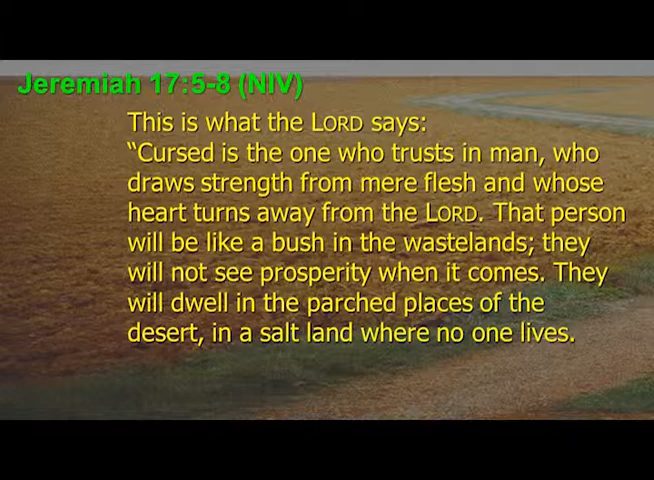 Jeremiah 17:5-8 (NIV)
This is what the LORD says:
“Cursed is the one who trusts in man, who
draws strength from mere flesh and whose
heart turns away from the LORD. That person
will be like a bush in the wastelands; they
will not see prosperity when it comes. They
will dwell in the parched places of the
desert, in a salt land where no one lives.